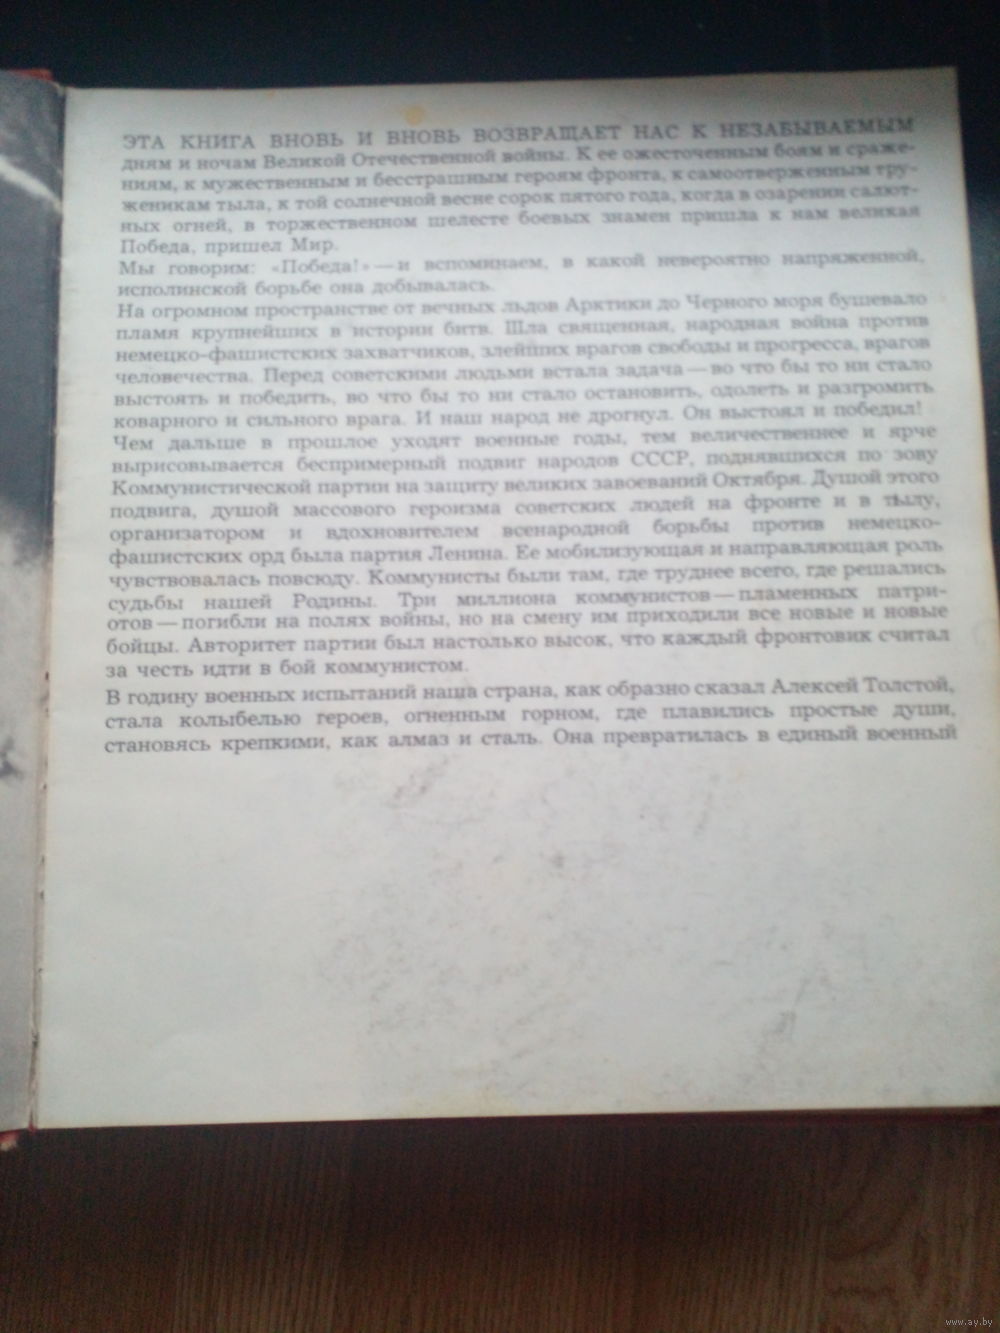 ЭТА КНИГА ВНОВЬ И ВНОВЬ ВОЗВРАЩАЕТ НАС К НЕЗАБЫВАЕМЫМ
дням и ночам Великой Отечественной войны. К ее ожесточенным боям и сраже-
ниям, к мужественным и бесстрашным героям фронта, к самоотверженным тру-
женикам тыла, к той солнечной весне сорок пятого года, когда в озарении салют-
ных огней, в торжественном шелесте боевых знамен пришла к нам великая
Победа, пришел Мир.
Мы говорим: «Победа!» — и вспоминаем, в какой невероятно напряженной,
исполинской борьбе она добывалась.
На огромном пространстве от вечных льдов Арктики до Черного моря бушевало
пламя крупнейших в истории битв. Шла священная, народная война против
немецко-фашистских захватчиков, злейших врагов свободы и прогресса, врагов
человечества. Перед советскими людьми встала задача — во что бы то ни стало
выстоять и победить, во что бы то ни стало остановить, одолеть и разгромить
коварного и сильного врага. И наш народ не дрогнул. Он выстоял и победил!
Чем дальше в прошлое уходят военные годы, тем величественнее и ярче
вырисовывается беспримерный подвиг народов СССР, поднявшихся по зову
Коммунистической партии на защиту великих завоеваний Октября. Душой этого
подвига, душой массового героизма советских людей на фронте и в тылу,
организатором и вдохновителем всенародной борьбы против немецко-
фашистских орд была партия Ленина. Ее мобилизующая и направляющая роль
чувствовалась повсюду. Коммунисты были там, где труднее всего, где решались
судьбы нашей Родины. Три миллиона коммунистов — пламенных патри-
отов — погибли на полях войны, но на смену им приходили все новые и новые
бойцы. Авторитет партии был настолько высок, что каждый фронтовик считал
за честь идти в бой коммунистом.
В годину военных испытаний наша страна, как образно сказал Алексей Толстой,
стала колыбелью героев, огненным горном, где плавились простые души,
становясь крепкими, как алмаз и сталь. Она превратилась в единый военный
www.ay.by